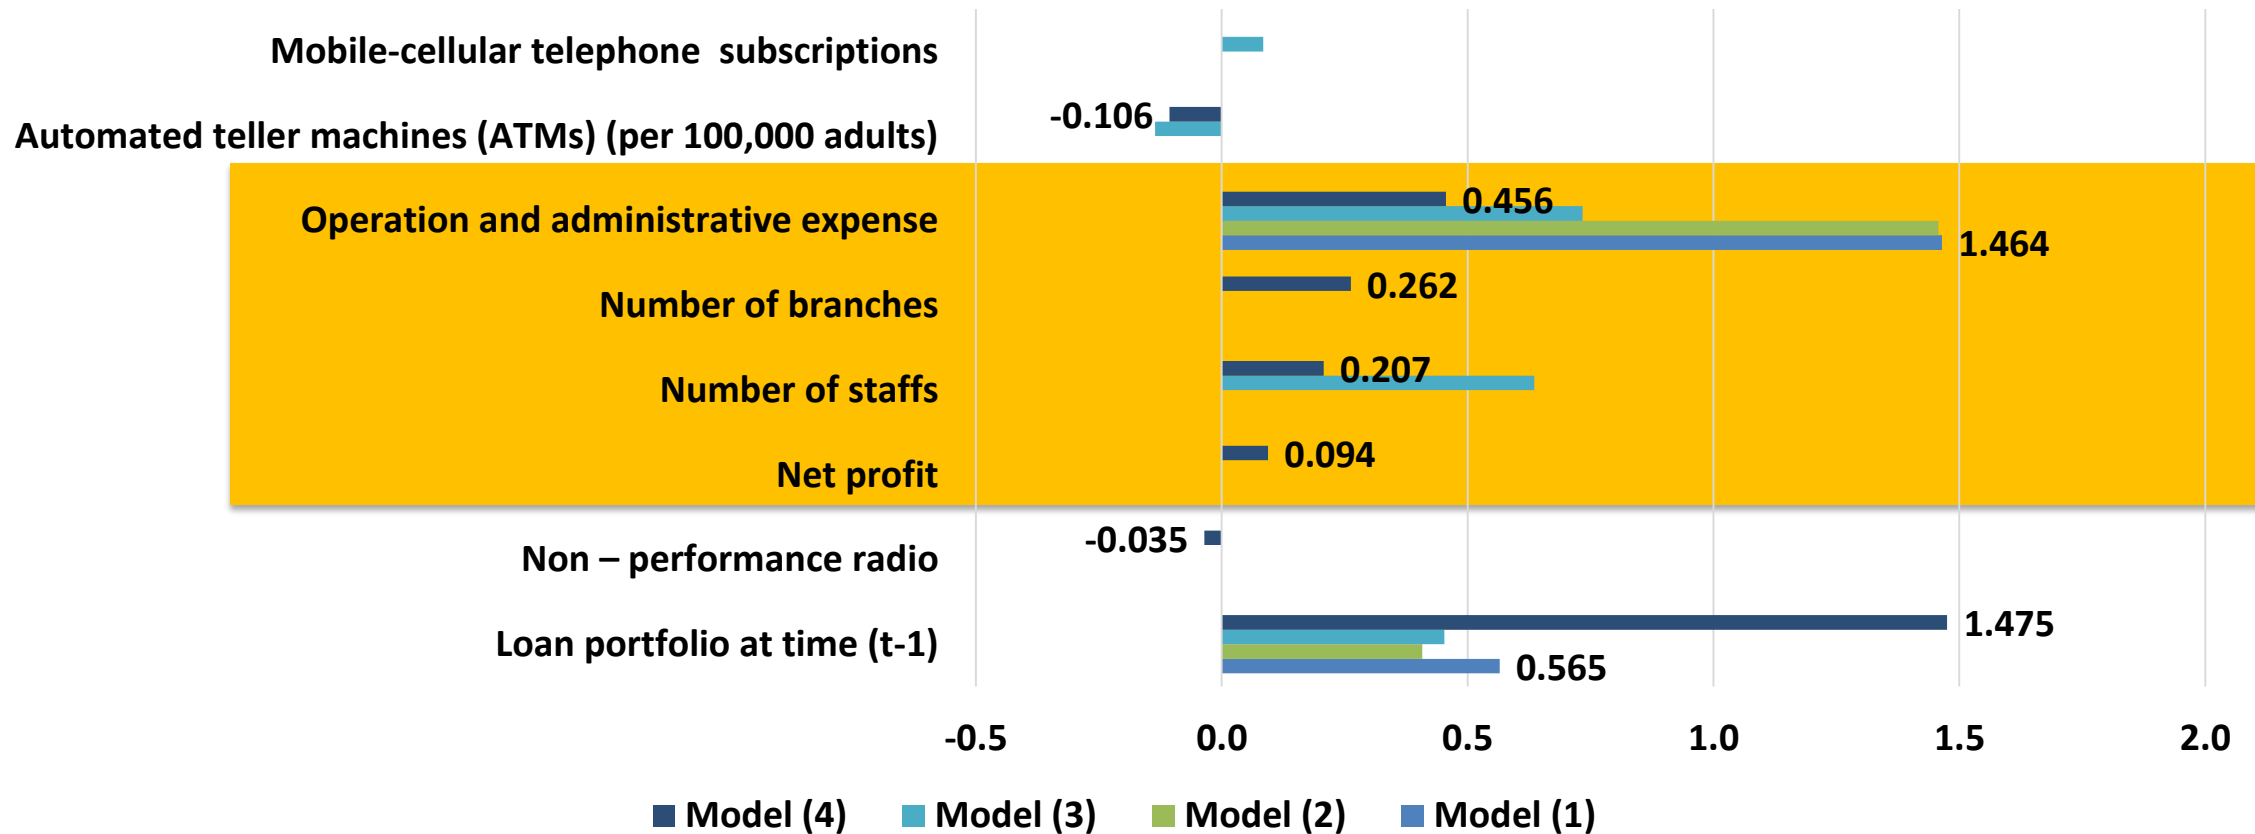 Mobile-cellular telephone  subscriptions
-0.106
Automated teller machines (ATMs) (per 100,000 adults)
0.456
Operation and administrative expense
1.464
0.262
Number of branches
0.207
Number of staffs
0.094
Net profit
-0.035
Non – performance radio
1.475
Loan portfolio at time (t-1)
0.565
-0.5 0.0 0.5 1.0 1.5 2.0
Model (4) Model (3) Model (2) Model (1)